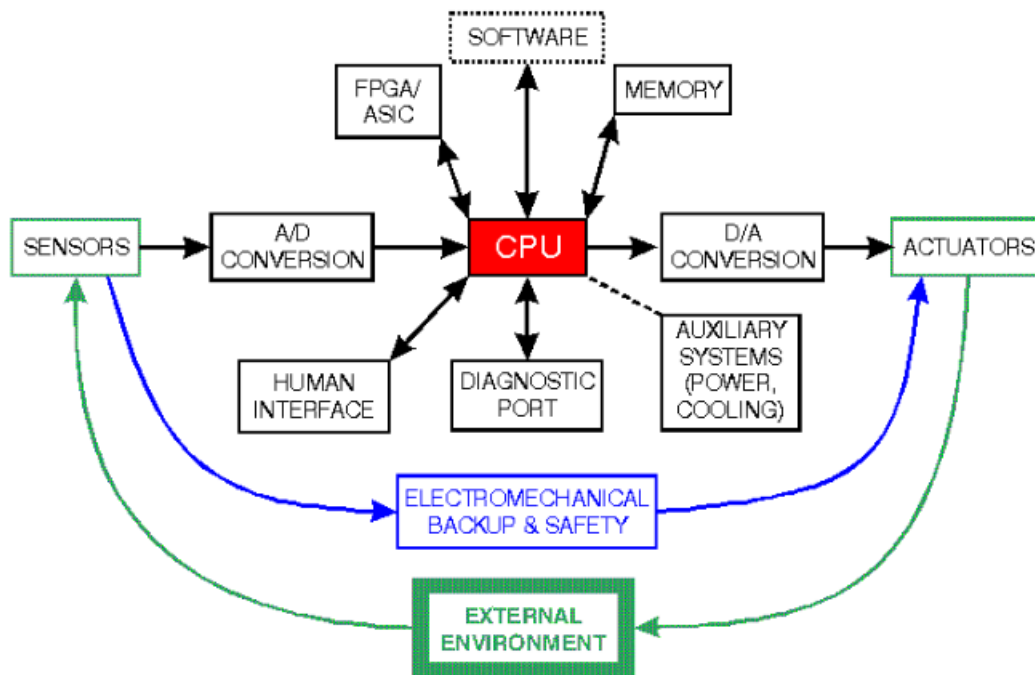 SOFTWARE
FPGA/
ASIC
MEMORY
SENSORS
A/D
CONVERSION
CPU
D/A
CONVERSION
ACTUATORS
HUMAN
INTERFACE
DIAGNOSTIC
PORT
AUXILIARY
SYSTEMS
(POWER,
COOLING)
ELECTROMECHANICAL
BACKUP & SAFETY
EXTERNAL
ENVIRONMENT